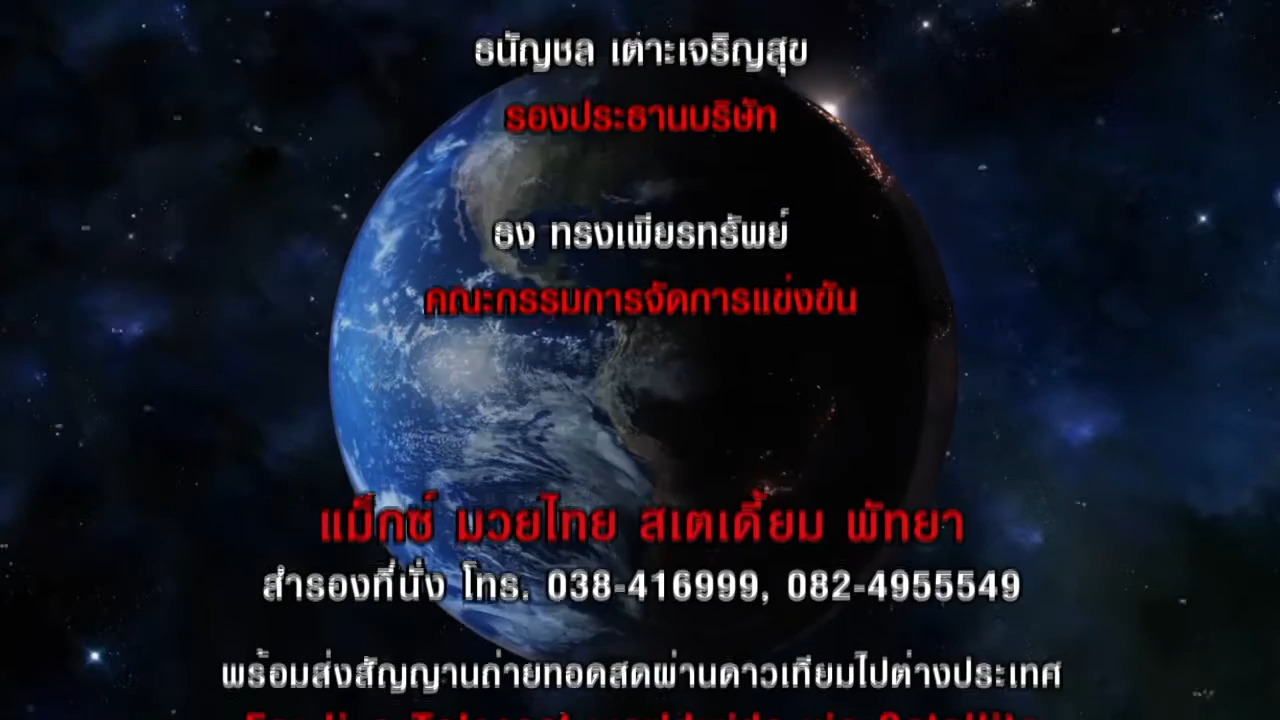 ธนัญชล เตาะเจริญสุข
รองประธานบริษัท
ธง ทรงเพียรทรัพย์
คณะกรรมการจัดการแข่งขัน
แม็กซ์ มวยไทย สเตเดี้ยม พัทยา
สำรองที่นั่ง โทร. 038-416999, 082-4955549
พร้อมส่งสัญญานถ่ายทอดสดผ่านดาวเทียมไปต่างประเทศ